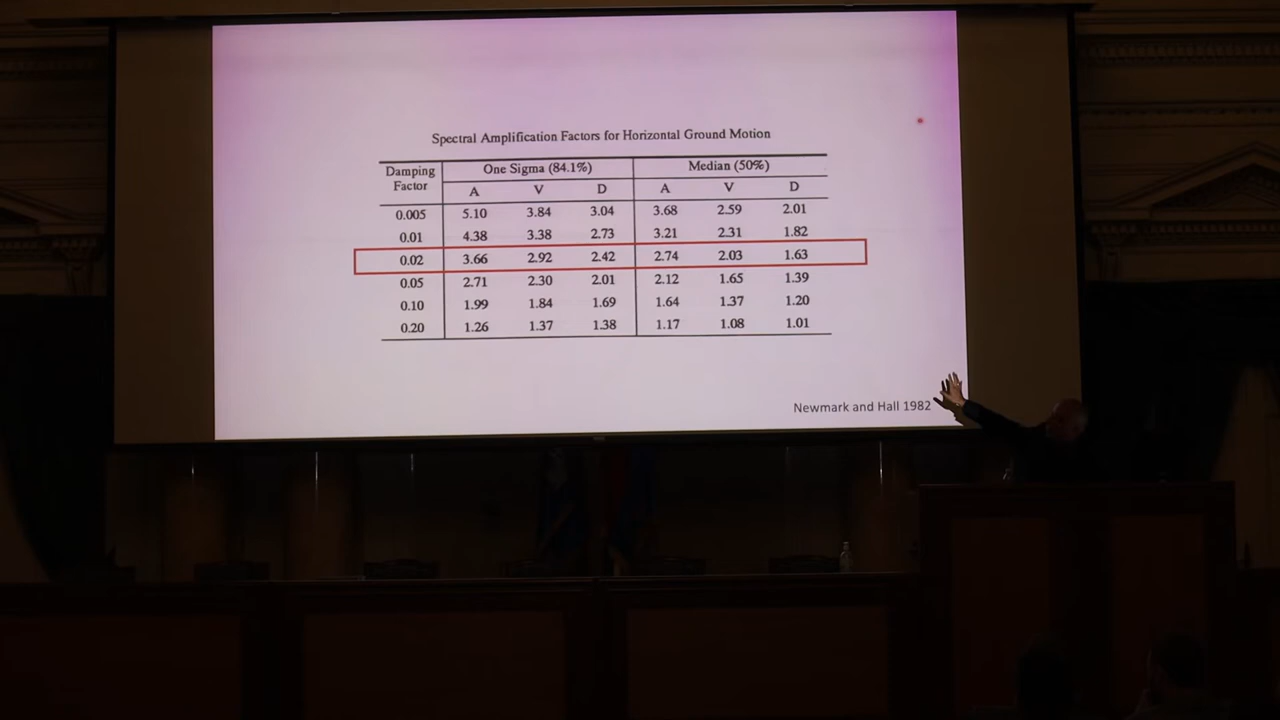 Spectral Amplification Factors for Horizontal Ground Motion
Damping Factor One Sigma (84.1%) Median (50%)
A V D A V D
0.005 5.10 3.84 3.04 3.68 2.59 2.01
0.01 4.38 3.38 2.73 3.21 2.31 1.82
0.02 3.66 2.92 2.42 2.74 2.03 1.63
0.05 2.71 2.30 2.01 2.12 1.65 1.39
0.10 1.99 1.84 1.69 1.64 1.37 1.20
0.20 1.26 1.37 1.38 1.17 1.08 1.01
Newmark and Hall 1982